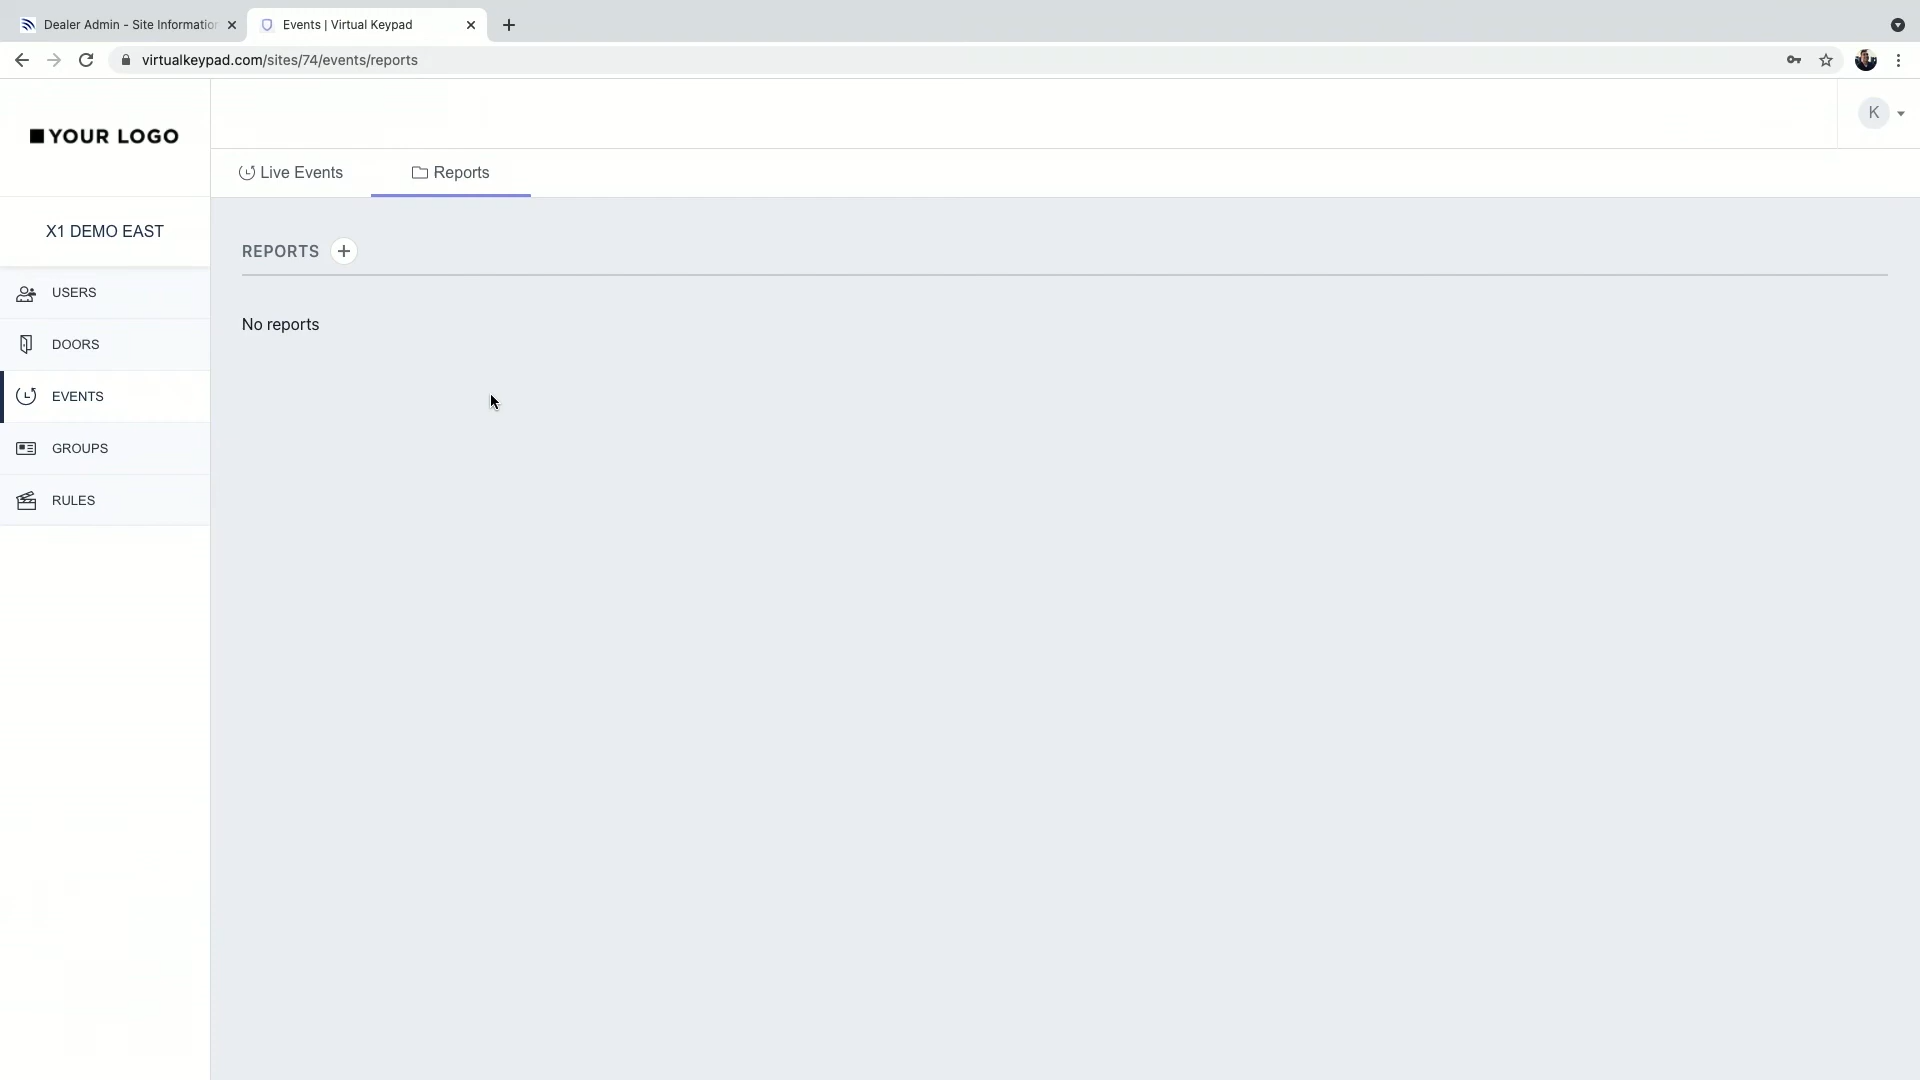 Dealer Admin - Site Information
Events | Virtual Keypad
virtualkeypad.com/sites/74/events/reports
YOUR LOGO
K
Live Events
Reports
X1 DEMO EAST
REPORTS
USERS
No reports
DOORS
EVENTS
GROUPS
RULES